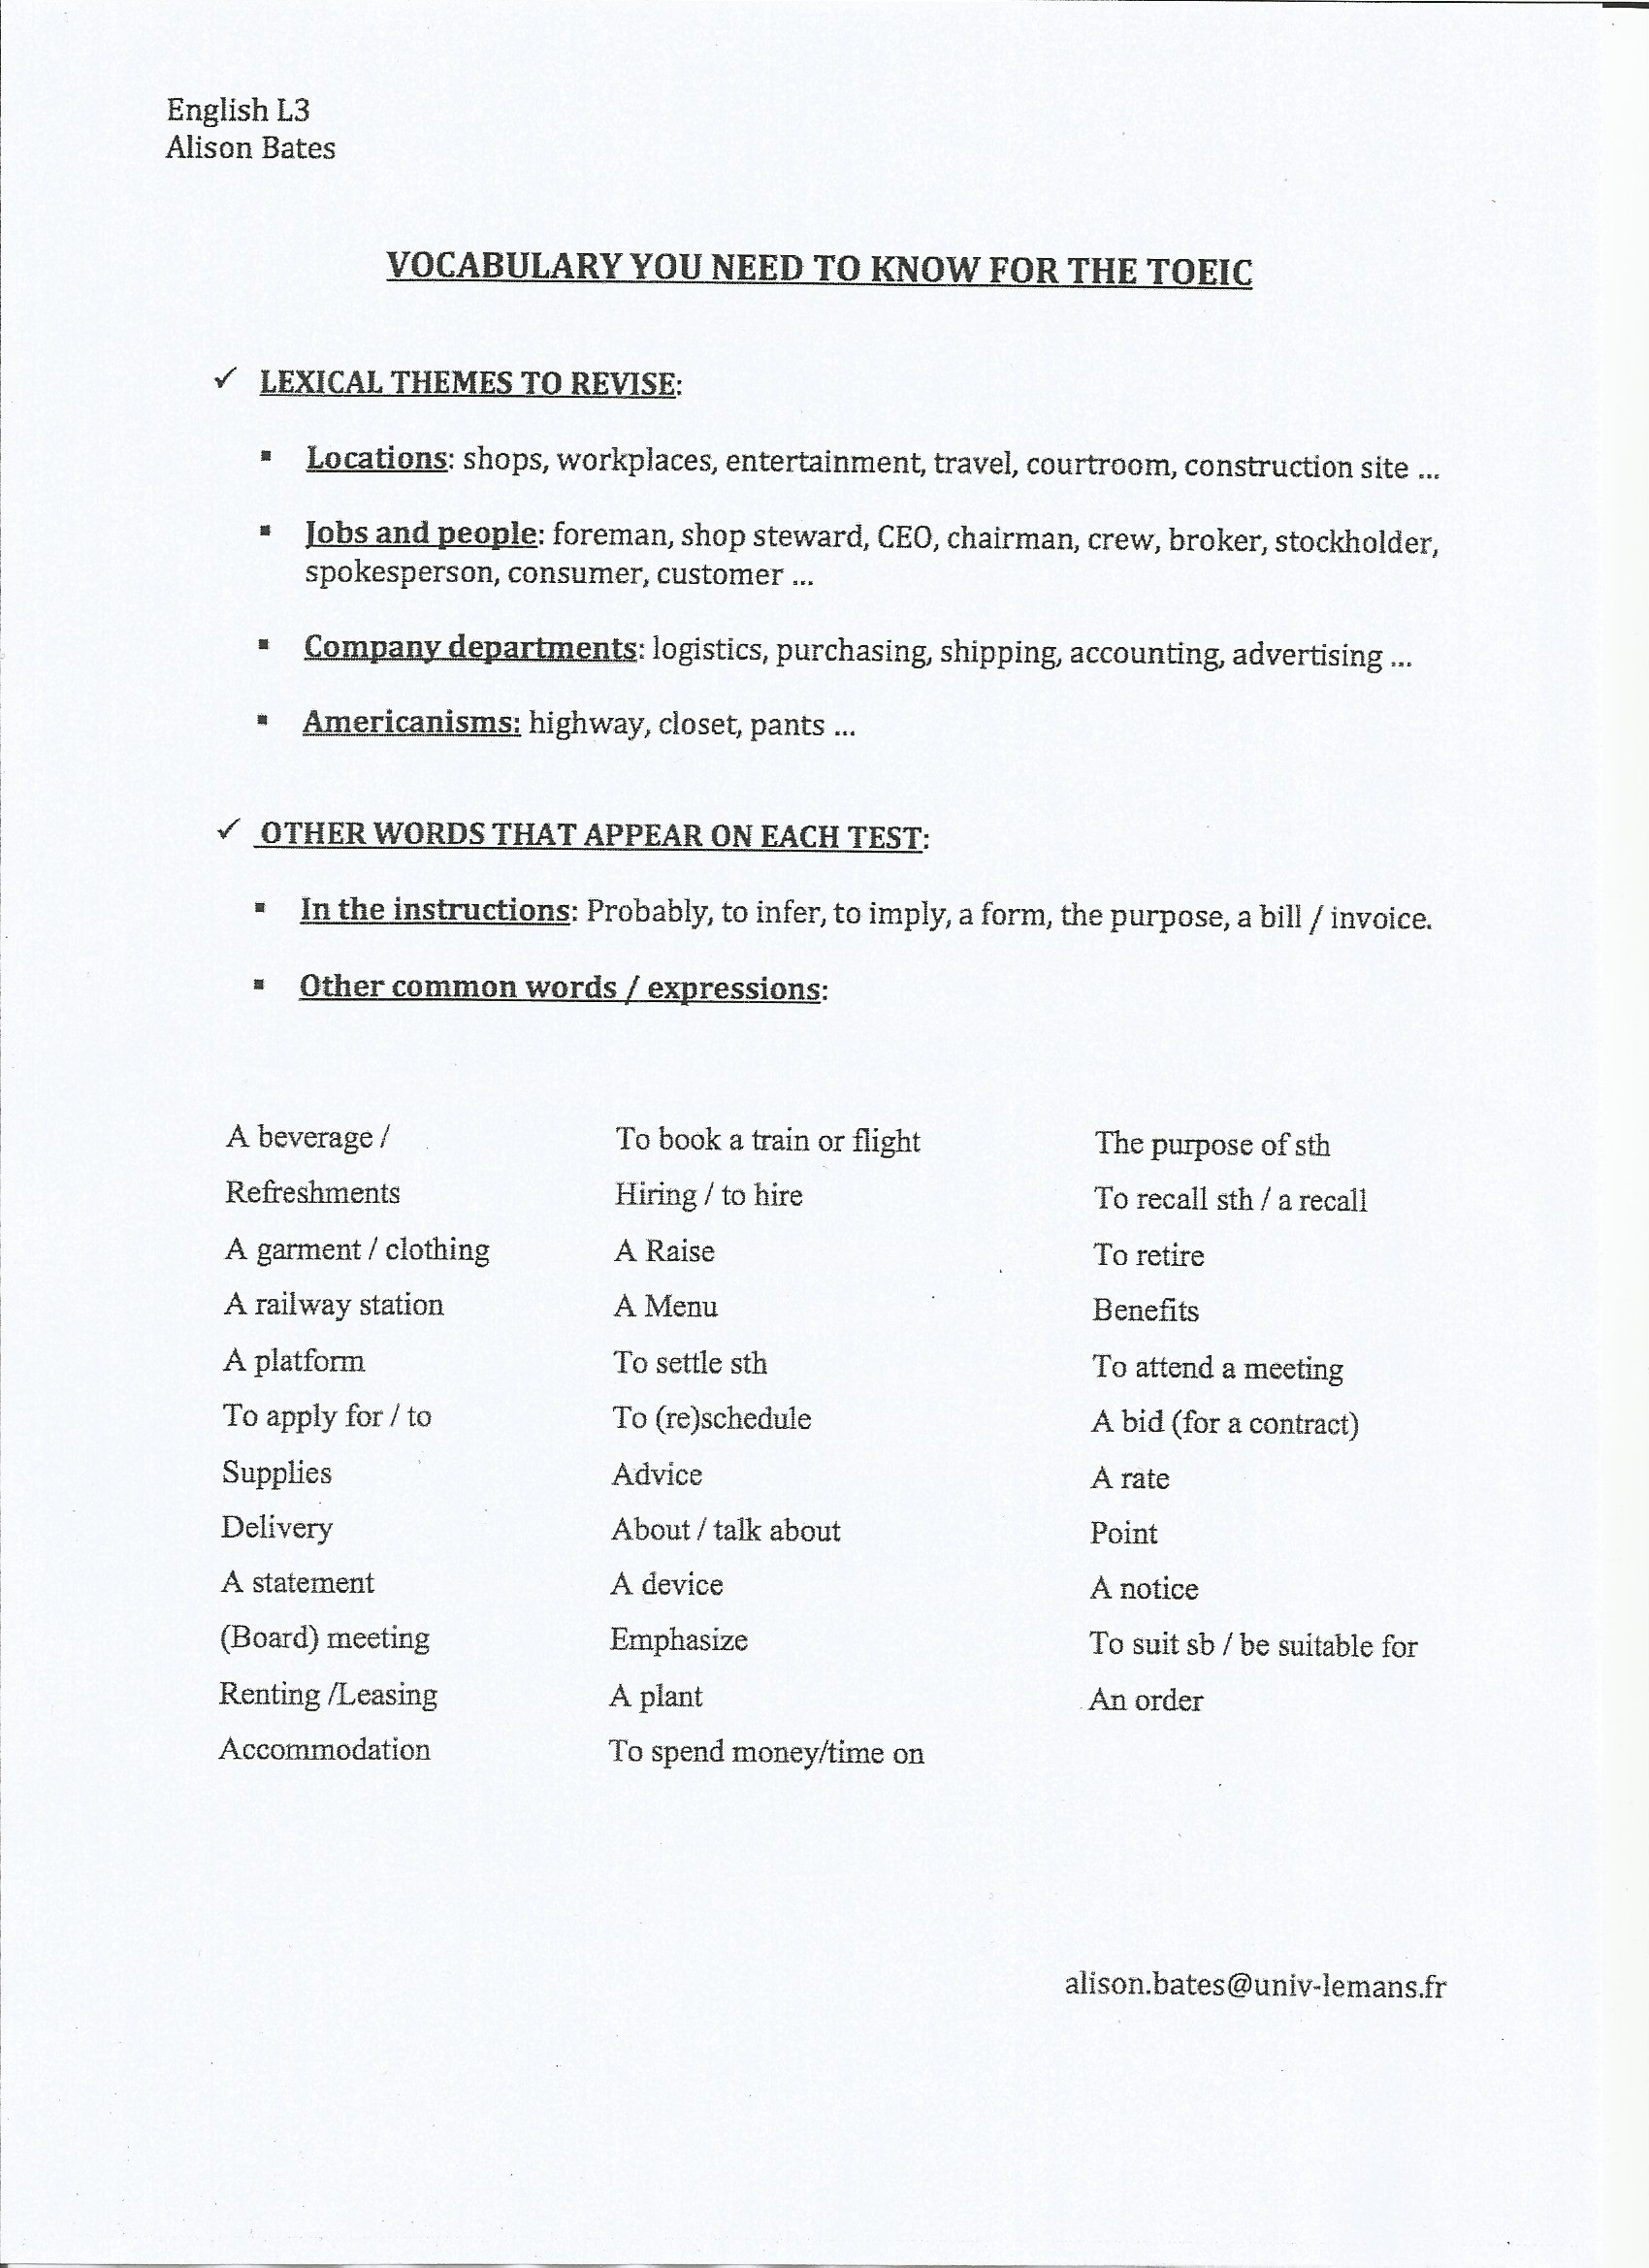 English L3
Alison Bates
VOCABULARY YOU NEED TO KNOW FOR THE TOEIC
✓ LEXICAL THEMES TO REVISE:
▪ Locations: shops, workplaces, entertainment, travel, courtroom, construction site ...
▪ Jobs and people: foreman, shop steward, CEO, chairman, crew, broker, stockholder,
spokesperson, consumer, customer ...
▪ Company departments: logistics, purchasing, shipping, accounting, advertising ...
▪ Americanisms: highway, closet, pants ...
✓ OTHER WORDS THAT APPEAR ON EACH TEST:
▪ In the instructions: Probably, to infer, to imply, a form, the purpose, a bill / invoice.
▪ Other common words / expressions:
A beverage /
Refreshments
A garment / clothing
A railway station
A platform
To apply for / to
Supplies
Delivery
A statement
(Board) meeting
Renting /Leasing
Accommodation
To book a train or flight
Hiring / to hire
A Raise
A Menu
To settle sth
To (re)schedule
Advice
About / talk about
A device
Emphasize
A plant
To spend money/time on
The purpose of sth
To recall sth / a recall
To retire
Benefits
To attend a meeting
A bid (for a contract)
A rate
Point
A notice
To suit sb / be suitable for
An order
alison.bates@univ-lemans.fr